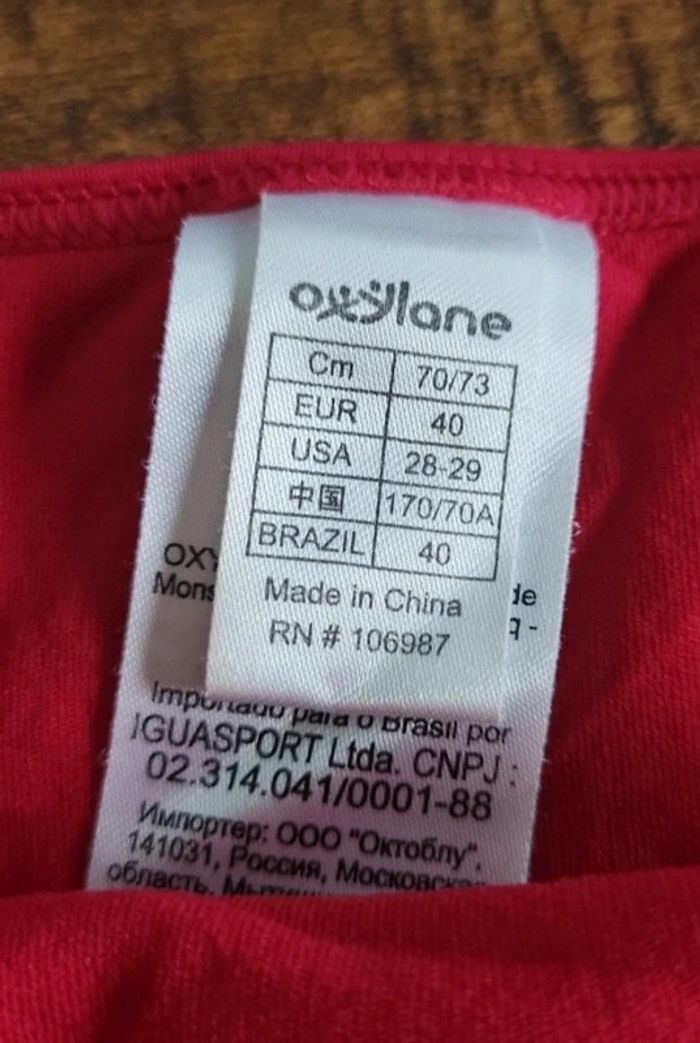 oxylane
Cm 70/73
EUR 40
USA 28-29
中国 170/70A
BRAZIL 40
Made in China
RN # 106987
OXY
Mons
de
Importado para o Brasil por
IGUASPORT Ltda. CNPJ :
02.314.041/0001-88
Импортер: ООО "Октоблу",
141031, Россия, Московская
область,